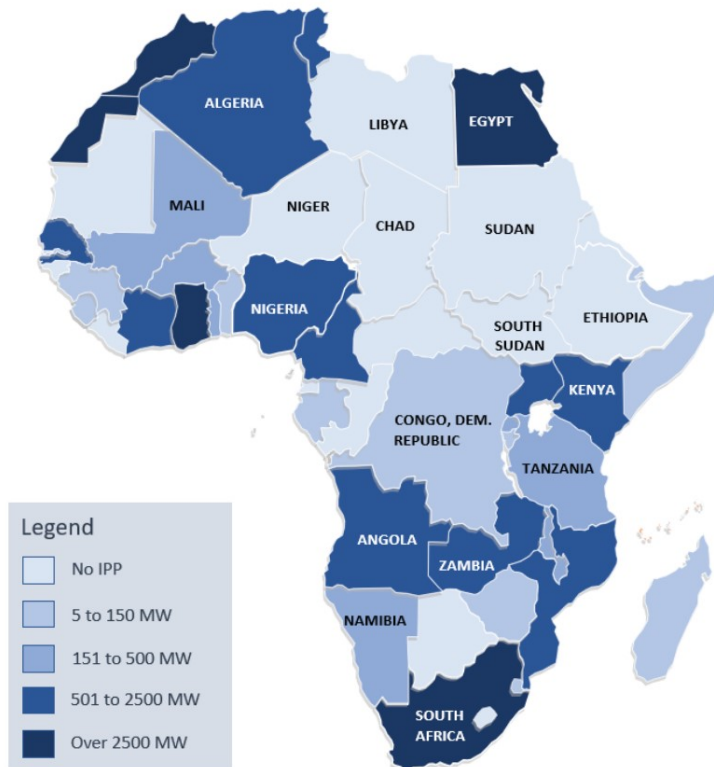 ALGERIA
LIBYA
EGYPT
MALI
NIGER
CHAD
SUDAN
NIGERIA
SOUTH
SUDAN
ETHIOPIA
KENYA
CONGO, DEM.
REPUBLIC
TANZANIA
ANGOLA
ZAMBIA
NAMIBIA
SOUTH
AFRICA
Legend
No IPP
5 to 150 MW
151 to 500 MW
501 to 2500 MW
Over 2500 MW